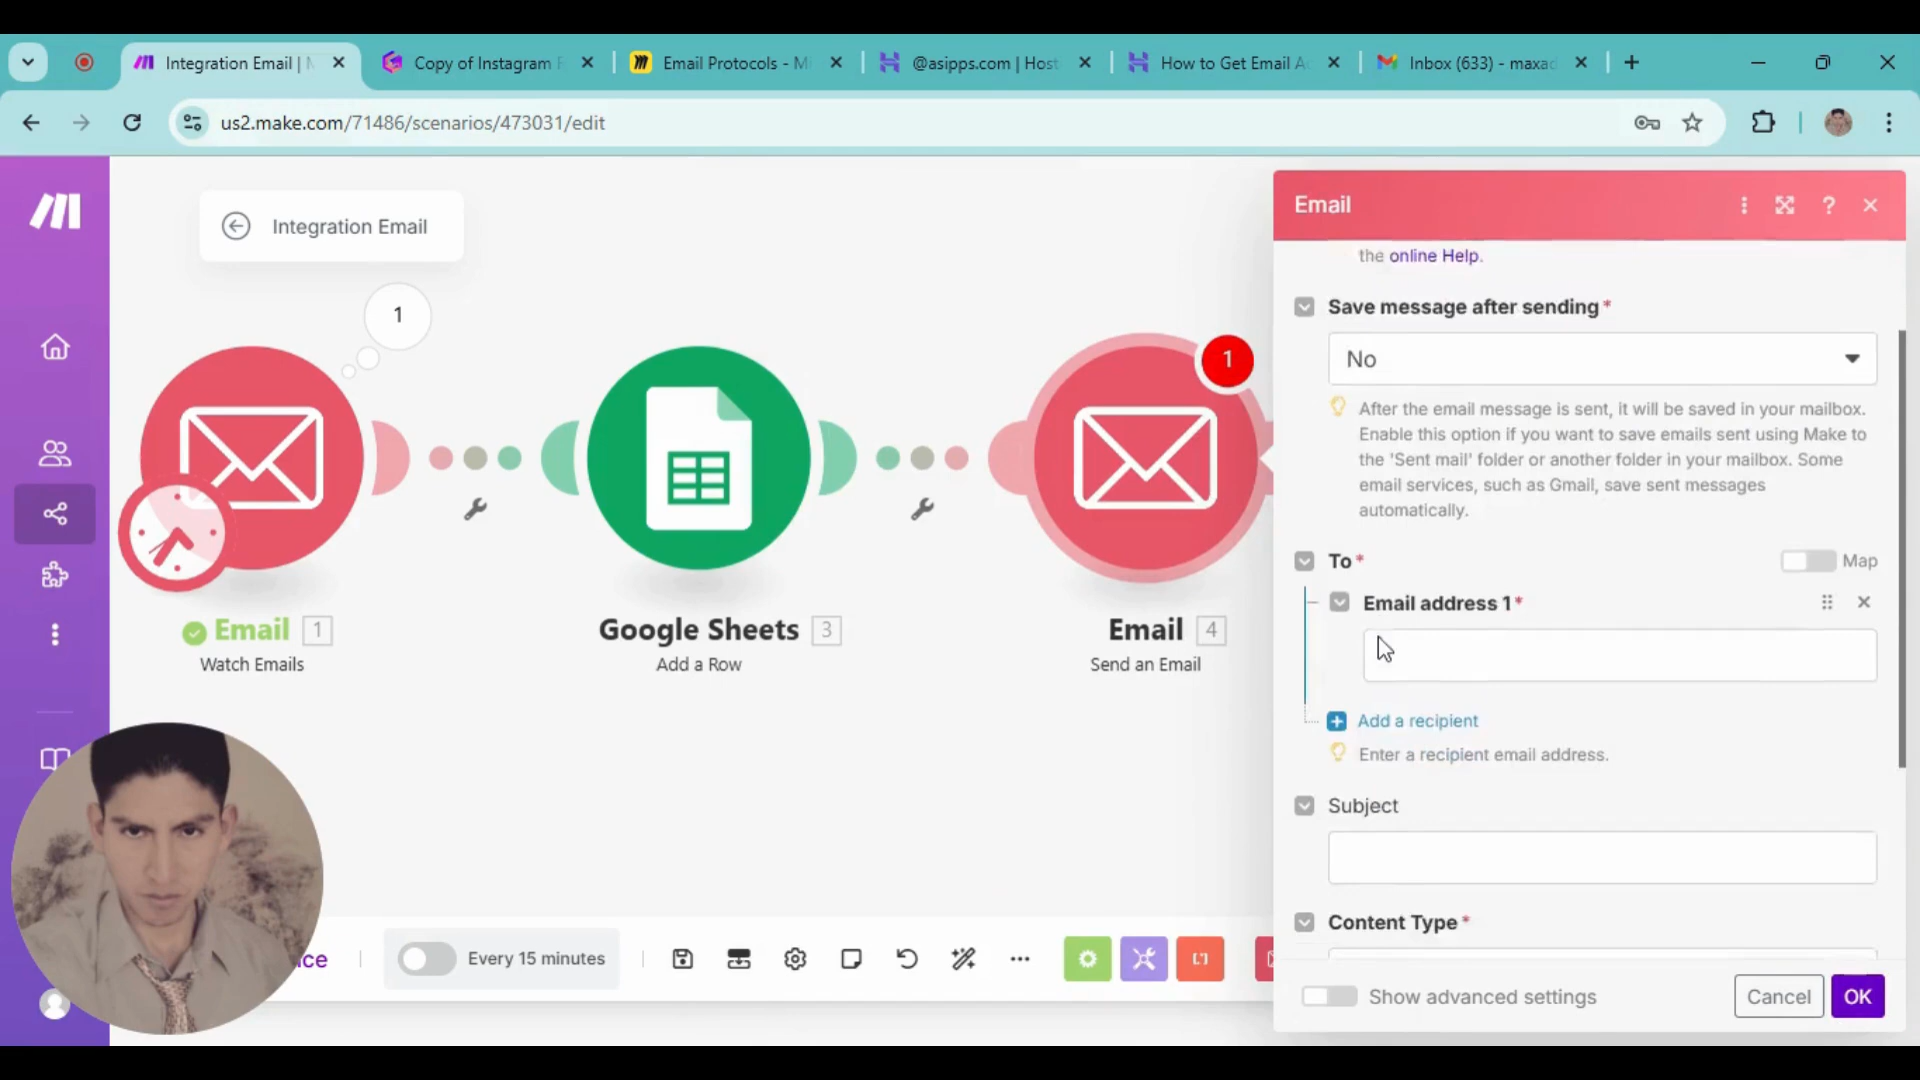 Integration Email | M
Copy of Instagram F
Email Protocols - M
@asipps.com | Host
How to Get Email A
Inbox (633) - maxad
us2.make.com/71486/scenarios/473031/edit
Integration Email
1
1
Email 1
Watch Emails
Google Sheets 3
Add a Row
Email 4
Send an Email
Every 15 minutes
Email
the online Help.
Save message after sending*
No
After the email message is sent, it will be saved in your mailbox.
Enable this option if you want to save emails sent using Make to
the 'Sent mail' folder or another folder in your mailbox. Some
email services, such as Gmail, save sent messages
automatically.
To*
Map
Email address 1*
Add a recipient
Enter a recipient email address.
Subject
Content Type*
Show advanced settings
Cancel
OK